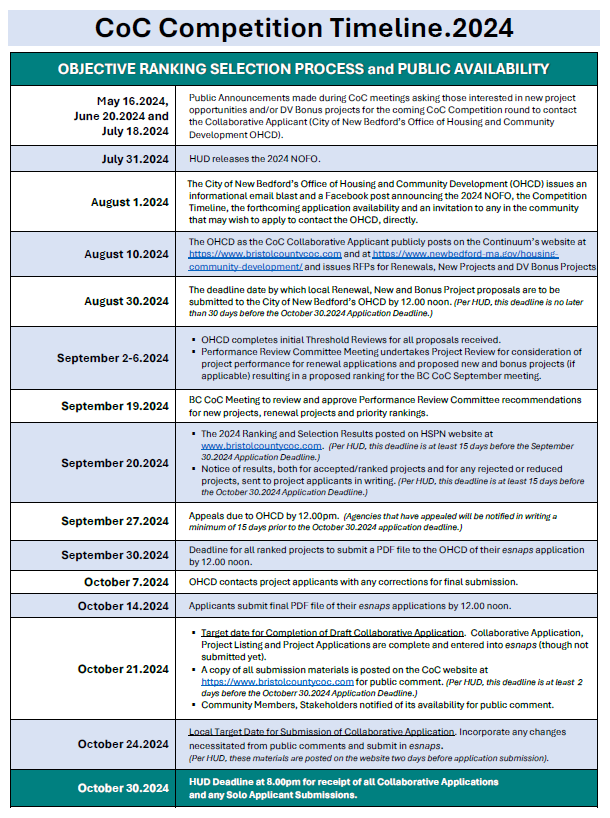 CoC Competition Timeline.2024
OBJECTIVE RANKING SELECTION PROCESS and PUBLIC AVAILABILITY
May 16.2024,
June 20.2024 and
July 18.2024
Public Announcements made during CoC meetings asking those interested in new project
opportunities and/or DV Bonus projects for the coming CoC Competition round to contact
the Collaborative Applicant (City of New Bedford's Office of Housing and Community
Development OHCD).
July 31.2024
HUD releases the 2024 NOFO.
August 1.2024
The City of New Bedford's Office of Housing and Community Development (OHCD) issues an
informational email blast and a Facebook post announcing the 2024 NOFO, the Competition
Timeline, the forthcoming application availability and an invitation to any in the community
that may wish to apply to contact the OHCD, directly.
August 10.2024
The OHCD as the CoC Collaborative Applicant publicly posts on the Continuum's website at
https://www.bristolcountycoc.com and at https://www.newbedford-ma.gov/housing-
community-development/ and issues RFPs for Renewals, New Projects and DV Bonus Projects
August 30.2024
The deadline date by which local Renewal, New and Bonus Project proposals are to be
submitted to the City of New Bedford's OHCD by 12.00 noon. (Per HUD, this deadline is no later
than 30 days before the October 30.2024 Application Deadline.)
September 2-6.2024
▪ OHCD completes initial Threshold Reviews for all proposals received.
▪ Performance Review Committee Meeting undertakes Project Review for consideration of
project performance for renewal applications and proposed new and bonus projects (if
applicable) resulting in a proposed ranking for the BC CoC September meeting.
September 19.2024
BC CoC Meeting to review and approve Performance Review Committee recommendations
for new projects, renewal projects and priority rankings.
September 20.2024
▪ The 2024 Ranking and Selection Results posted on HSPN website at
www.bristolcountycoc.com. (Per HUD, this deadline is at least 15 days before the September
30.2024 Application Deadline.)
▪ Notice of results, both for accepted/ranked projects and for any rejected or reduced
projects, sent to project applicants in writing. (Per HUD, this deadline is at least 15 days before
the October 30.2024 Application Deadline.)
September 27.2024
Appeals due to OHCD by 12.00pm. (Agencies that have appealed will be notified in writing a
minimum of 15 days prior to the October 30.2024 application deadline.)
September 30.2024
Deadline for all ranked projects to submit a PDF file to the OHCD of their esnaps application
by 12.00 noon.
October 7.2024
OHCD contacts project applicants with any corrections for final submission.
October 14.2024
Applicants submit final PDF file of their esnaps applications by 12.00 noon.
October 21.2024
▪ Target date for Completion of Draft Collaborative Application. Collaborative Application,
Project Listing and Project Applications are complete and entered into esnaps (though not
submitted yet).
▪ A copy of all submission materials is posted on the CoC website at
https://www.bristolcountycoc.com for public comment. (Per HUD, this deadline is at least 2
days before the Octoberr 30.2024 Application Deadline.)
▪ Community Members, Stakeholders notified of its availability for public comment.
October 24.2024
Local Target Date for Submission of Collaborative Application. Incorporate any changes
necessitated from public comments and submit in esnaps.
(Per HUD, these materials are posted on the website two days before application submission).
October 30.2024
HUD Deadline at 8.00pm for receipt of all Collaborative Applications
and any Solo Applicant Submissions.